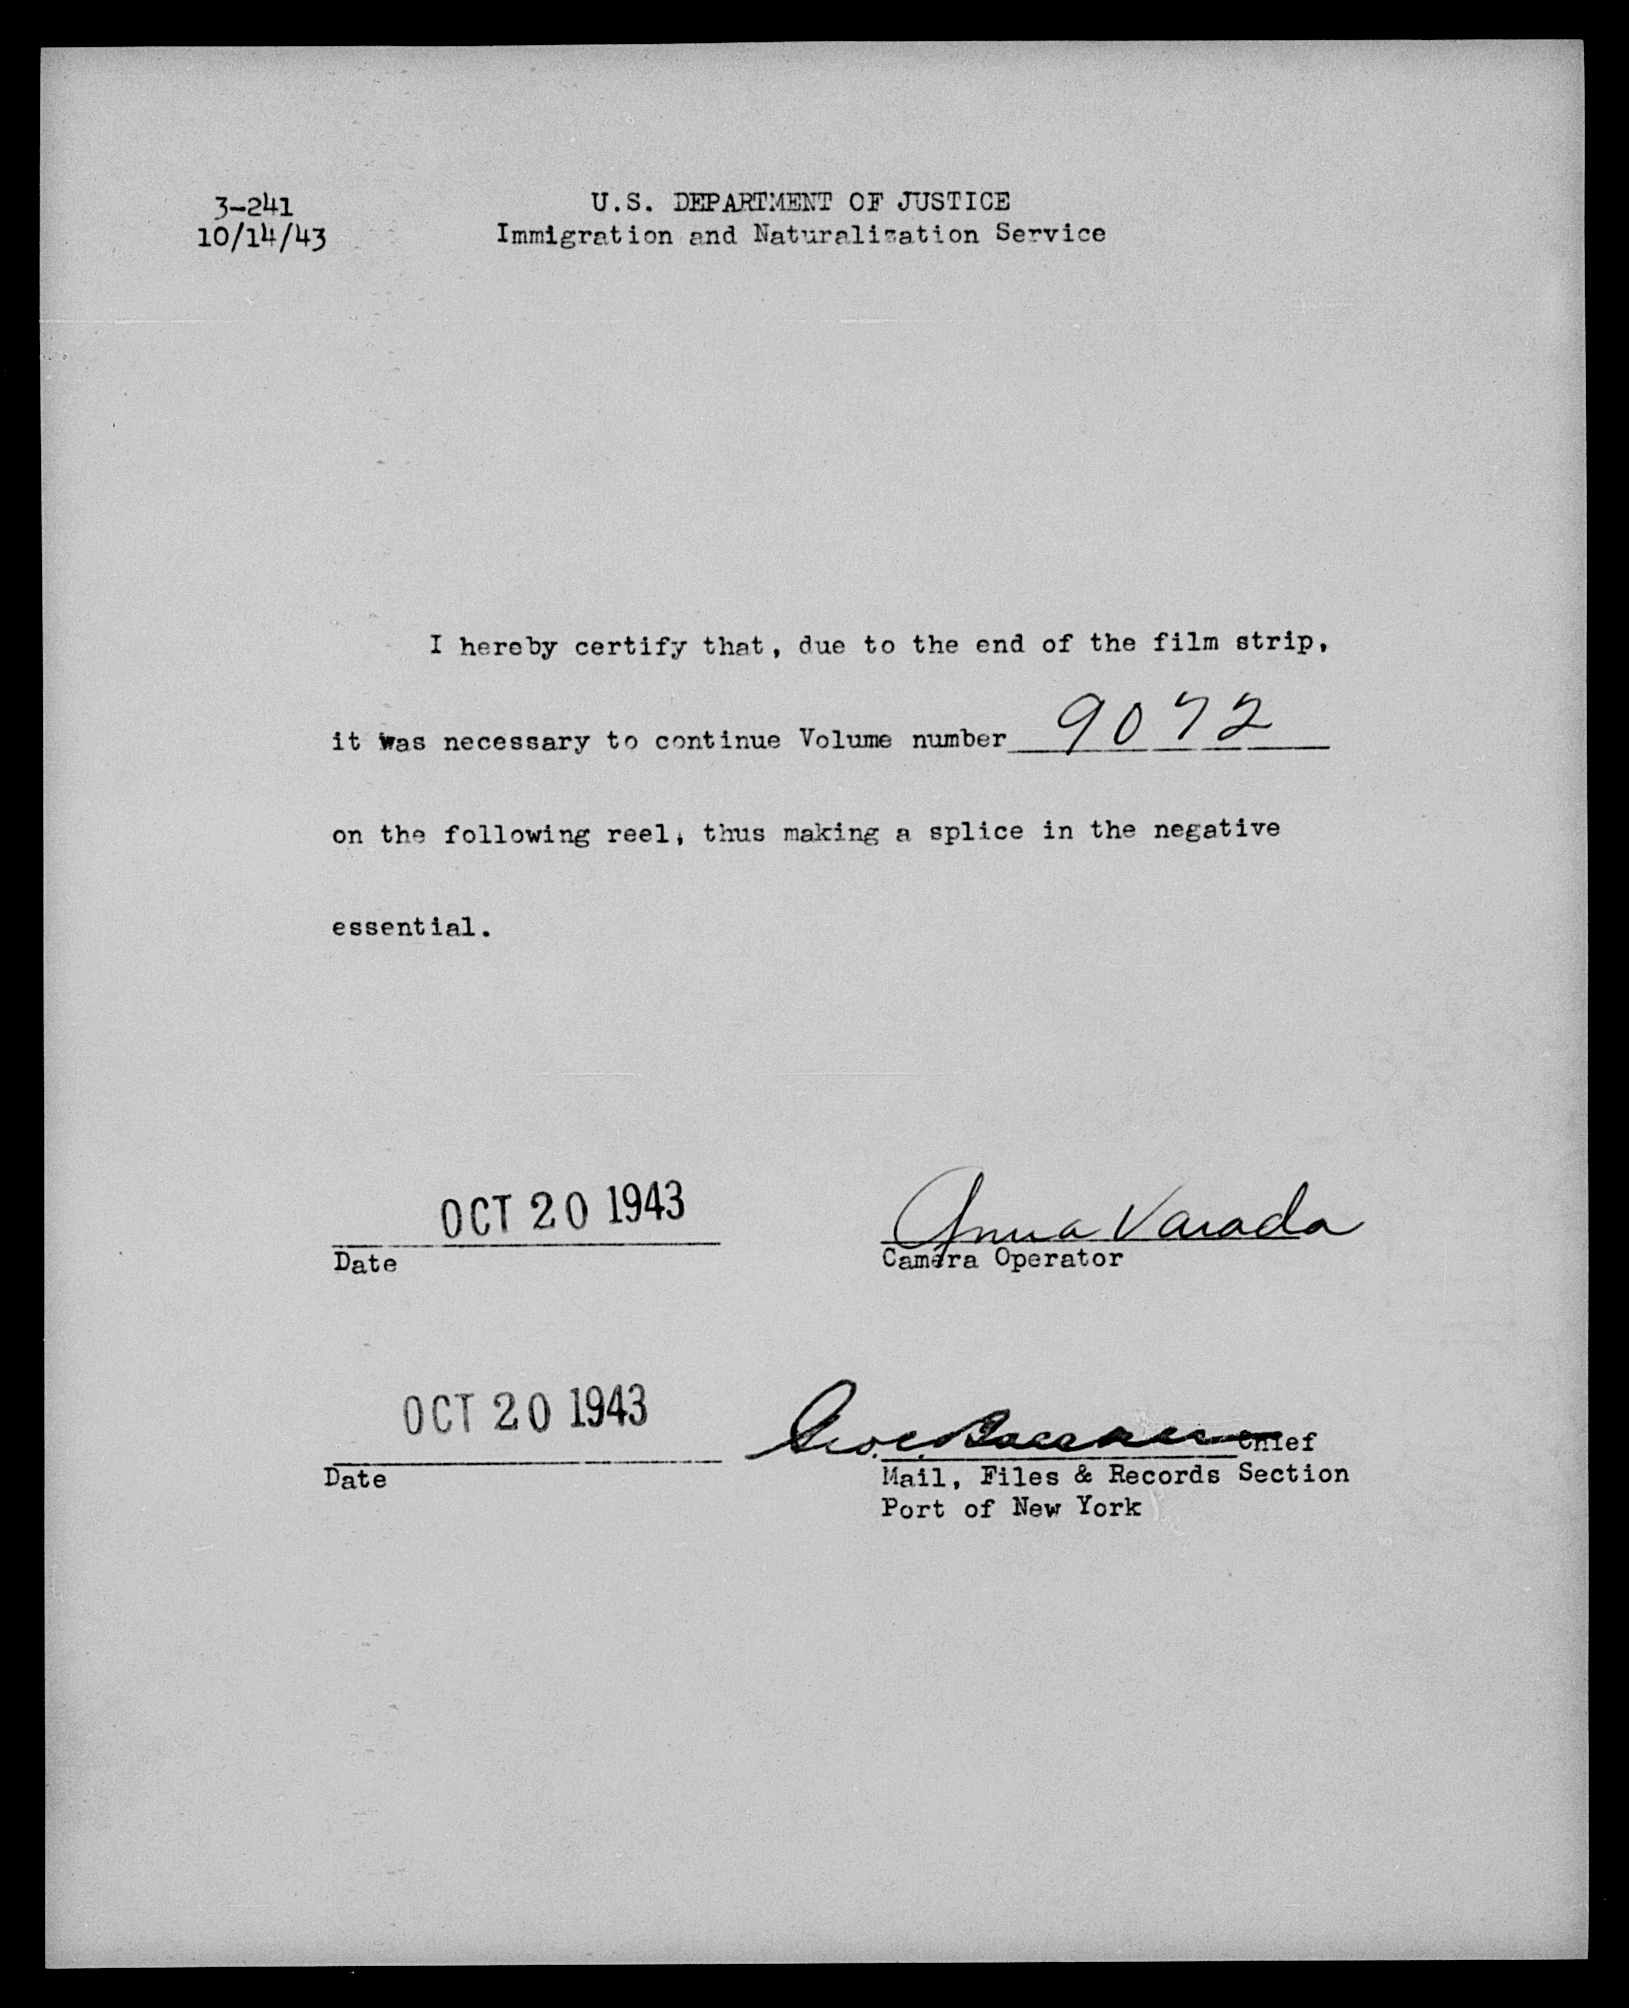 3-241
10/14/43
U.S. DEPARTMENT OF JUSTICE
Immigration and Naturalization Service
I hereby certify that, due to the end of the film strip,
it was necessary to continue Volume number 9072
on the following reel, thus making a splice in the negative
essential.
OCT 20 1943
Date
Anna Varada
Camera Operator
OCT 20 1943
Date
Chief
Mail, Files & Records Section
Port of New York